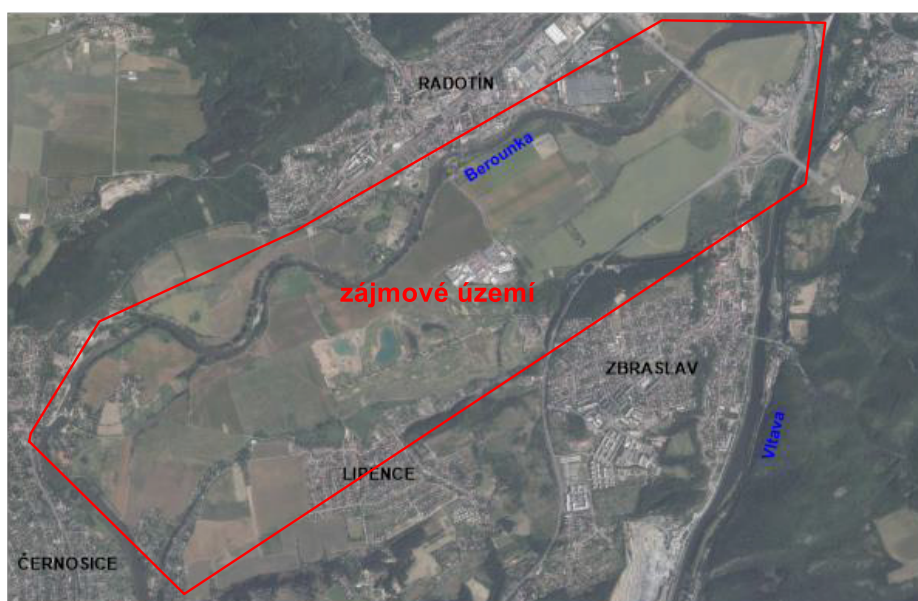 RADOTÍN
Berounka
zájmové území
ZBRASLAV
Vltava
LIPENCE
ČERNOSICE